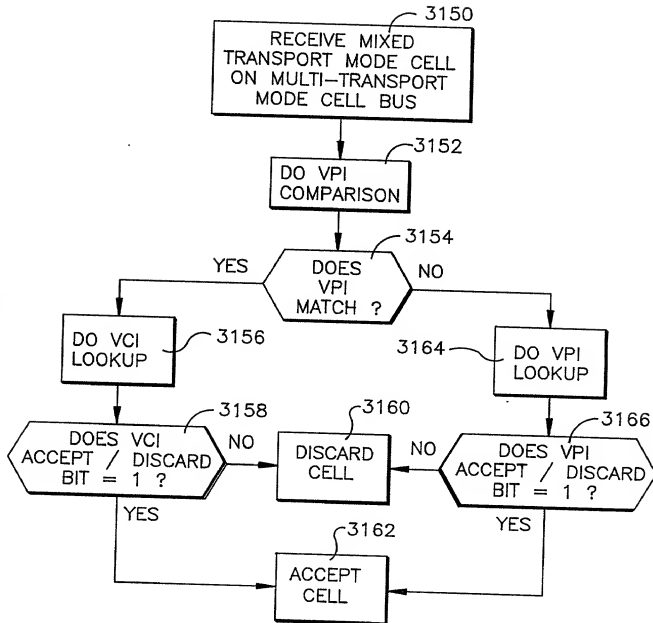 3150
RECEIVE MIXED
TRANSPORT MODE CELL
ON MULTI-TRANSPORT
MODE CELL BUS
3152
DO VPI
COMPARISON
3154
YES
DOES
VPI
MATCH ?
NO
DO VCI
LOOKUP
3156
3164
DO VPI
LOOKUP
3158
DOES VCI
ACCEPT / DISCARD
BIT = 1 ?
NO
3160
DISCARD
CELL
NO
3166
DOES VPI
ACCEPT / DISCARD
BIT = 1 ?
YES
YES
3162
ACCEPT
CELL